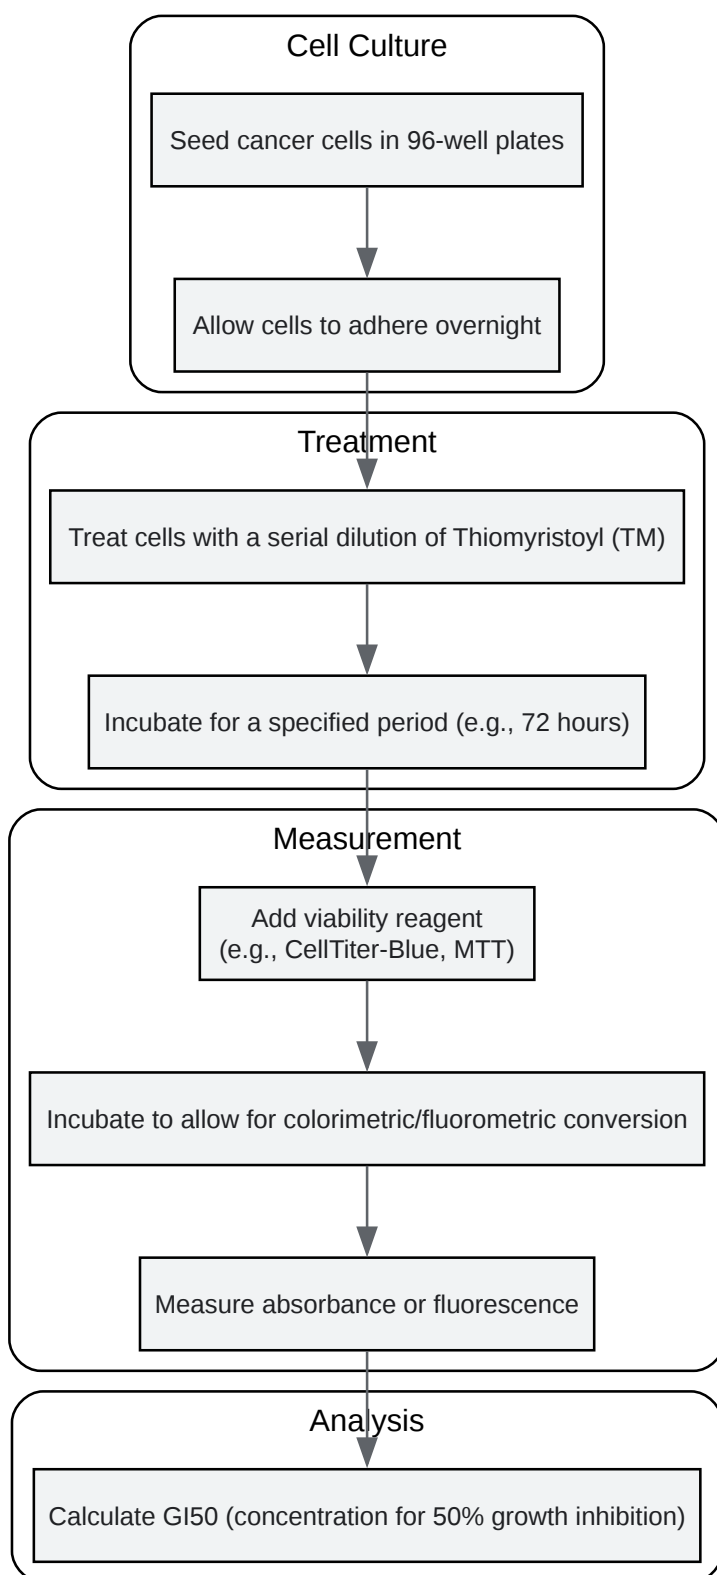 Cell Culture
Seed cancer cells in 96-well plates
Allow cells to adhere overnight
Treatment
Treat cells with a serial dilution of Thiomyristoyl (TM)
Incubate for a specified period (e.g., 72 hours)
Measurement
Add viability reagent
(e.g., CellTiter-Blue, MTT)
Incubate to allow for colorimetric/fluorometric conversion
Measure absorbance or fluorescence
Analysis
Calculate GI50 (concentration for 50% growth inhibition)